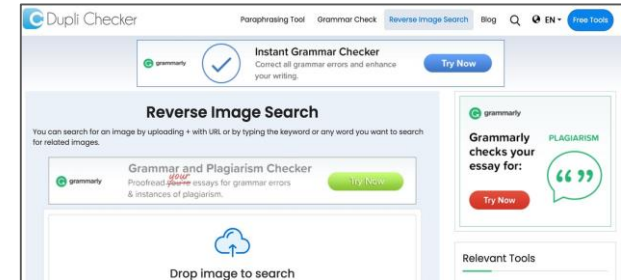 Dupli Checker
Paraphrasing Tool Grammar Check Reverse Image Search Blog EN Free Tools
grammarly
Instant Grammar Checker
Correct all grammar errors and enhance
your writing.
Try Now
Reverse Image Search
You can search for an image by uploading + with URL or by typing the keyword or any word you want to search
for related images.
grammarly
Grammar and Plagiarism Checker
your
Proofread you're essays for grammar errors
& instances of plagiarism.
Try Now
Drop image to search
grammarly
Grammarly
checks your
essay for:
PLAGIARISM
Try Now
Relevant Tools